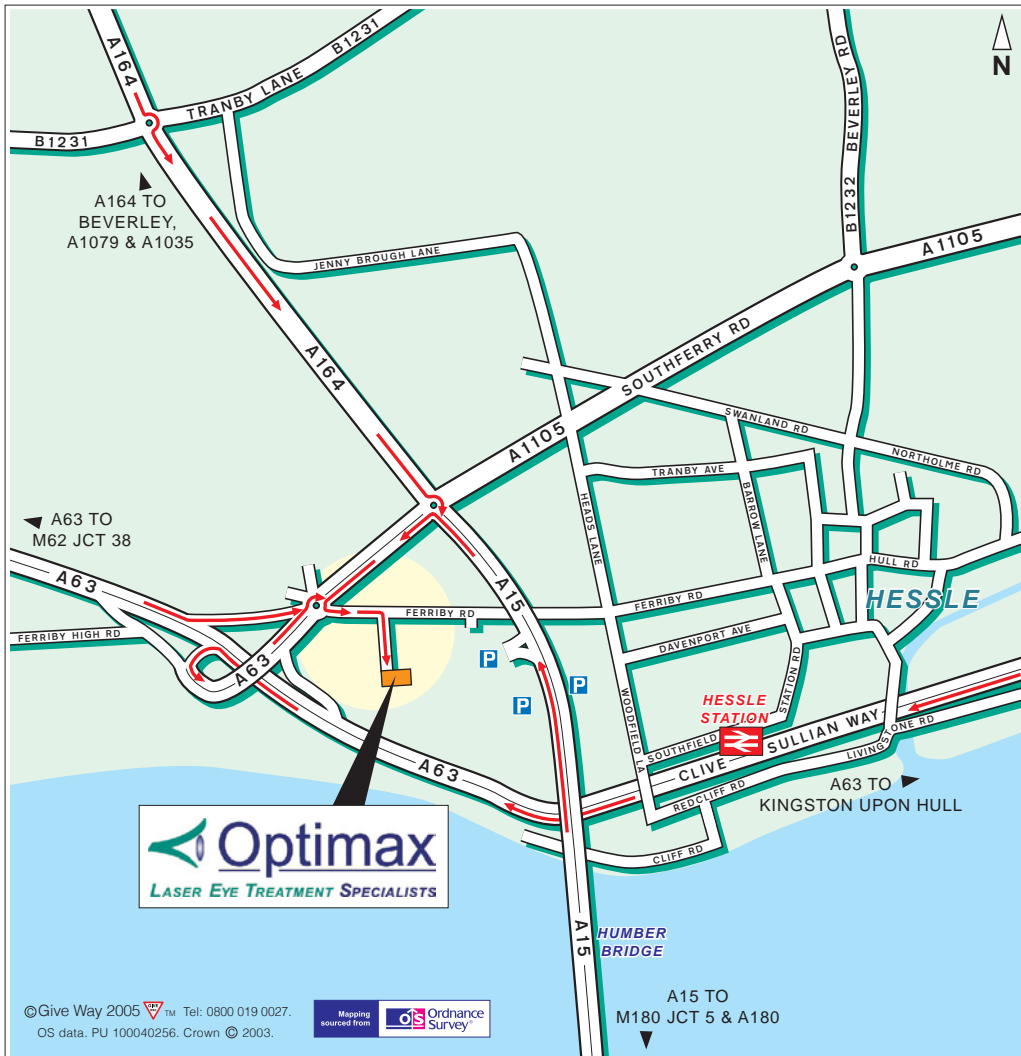 A164
B1231
TRANBY LANE
B1231
BEVERLEY RD
B1232
N
A164 TO
BEVERLEY,
A1079 & A1035
JENNY BROUGH LANE
A1105
A164
SOUTHFERRY RD
A1105
SWANLAND RD
NORTHOLME RD
TRANBY AVE
HEADS LANE
BARROW LANE
A63 TO
M62 JCT 38
A63
A15
HULL RD
HESSLE
FERRIBY RD
FERRIBY RD
FERRIBY HIGH RD
DAVENPORT AVE
A63
P
P
P
STATION RD
WOODFIELD LA
HESSLE
STATION
SOUTHFIELD
CLIVE SULLIAN WAY
LIVINGSTONE RD
A63
REDCLIFF RD
A63 TO
KINGSTON UPON HULL
CLIFF RD
Optimax
LASER EYE TREATMENT SPECIALISTS
A15
HUMBER
BRIDGE
A15 TO
M180 JCT 5 & A180
© Give Way 2005 GIVE WAY TM Tel: 0800 019 0027.
OS data. PU 100040256. Crown © 2003.
Mapping
sourced from
OS Ordnance
Survey®